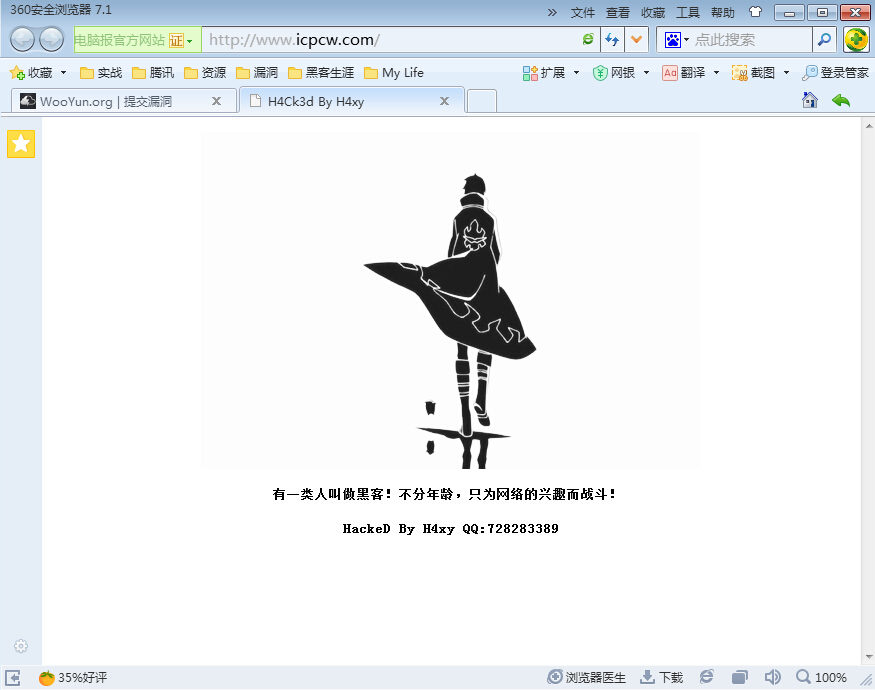 360安全浏览器 7.1
» 文件 查看 收藏 工具 帮助
电脑报官方网站 证 http://www.icpcw.com/ 点此搜索
收藏 实战 腾讯 资源 漏洞 黑客生涯 My Life 扩展 网银 Aa 翻译 截图 登录管家
WooYun.org | 提交漏洞 H4Ck3d By H4xy
有一类人叫做黑客！不分年龄，只为网络的兴趣而战斗！
HackeD By H4xy QQ:728283389
35%好评 浏览器医生 下载 100%